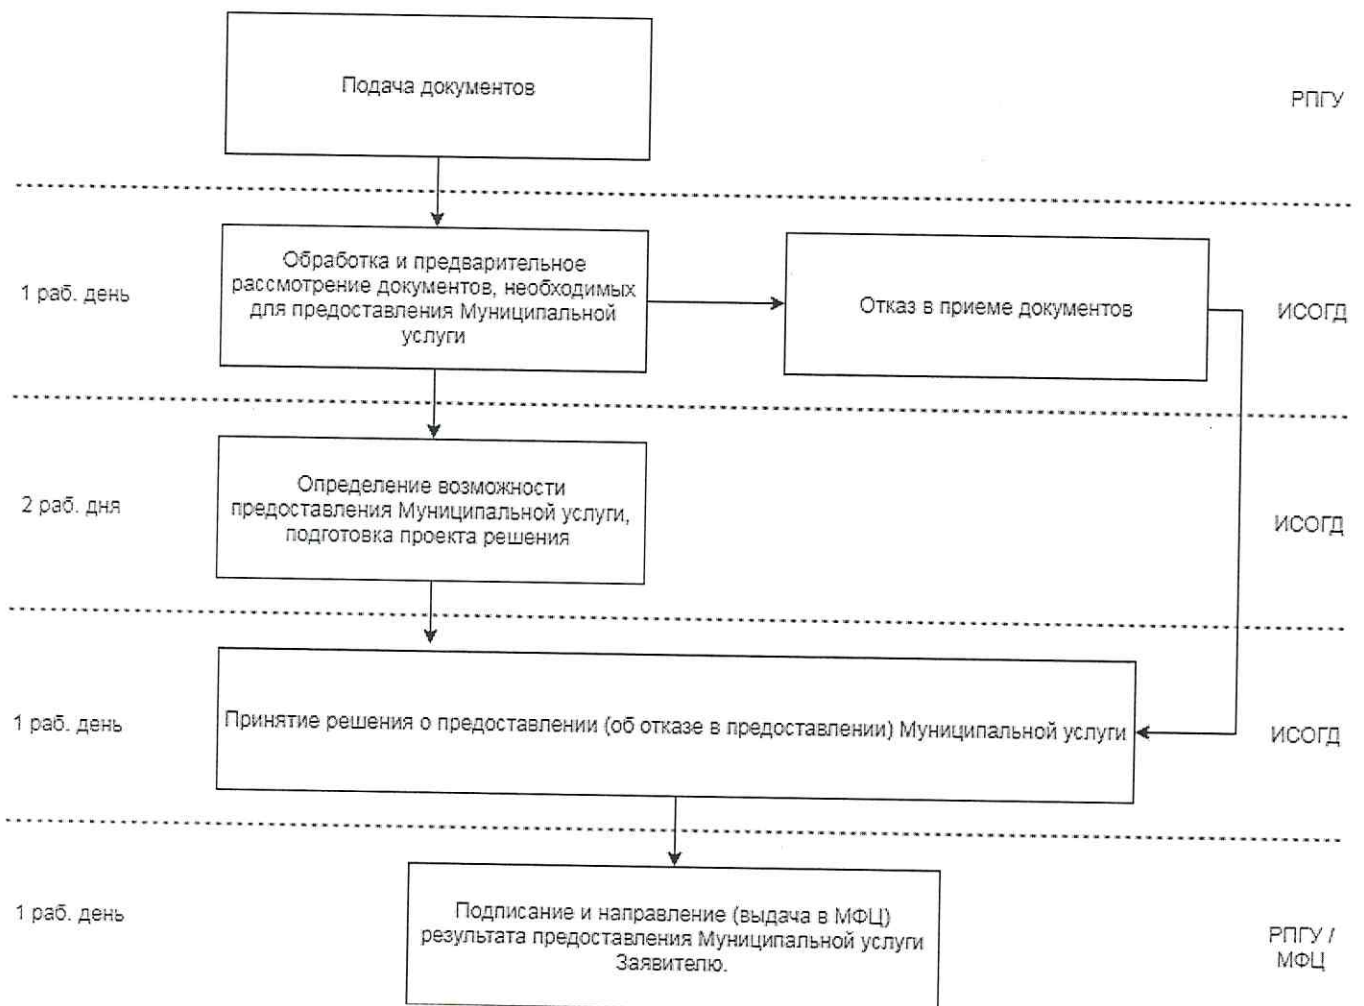 Подача документов
РПГУ
1 раб. день
Обработка и предварительное
рассмотрение документов, необходимых
для предоставления Муниципальной
услуги
Отказ в приеме документов
ИСОГД
2 раб. дня
Определение возможности
предоставления Муниципальной услуги,
подготовка проекта решения
ИСОГД
1 раб. день
Принятие решения о предоставлении (об отказе в предоставлении) Муниципальной услуги
ИСОГД
1 раб. день
Подписание и направление (выдача в МФЦ)
результата предоставления Муниципальной услуги
Заявителю.
РПГУ /
МФЦ